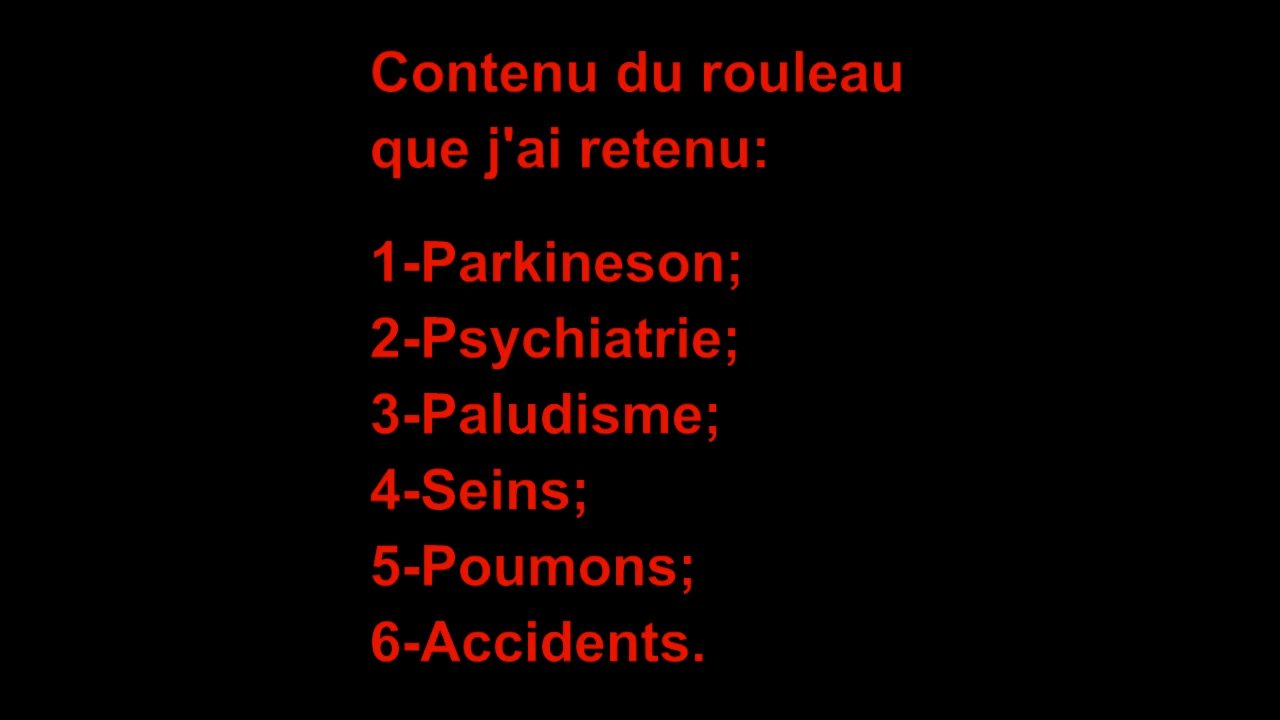 Contenu du rouleau
que j'ai retenu:
1-Parkineson;
2-Psychiatrie;
3-Paludisme;
4-Seins;
5-Poumons;
6-Accidents.